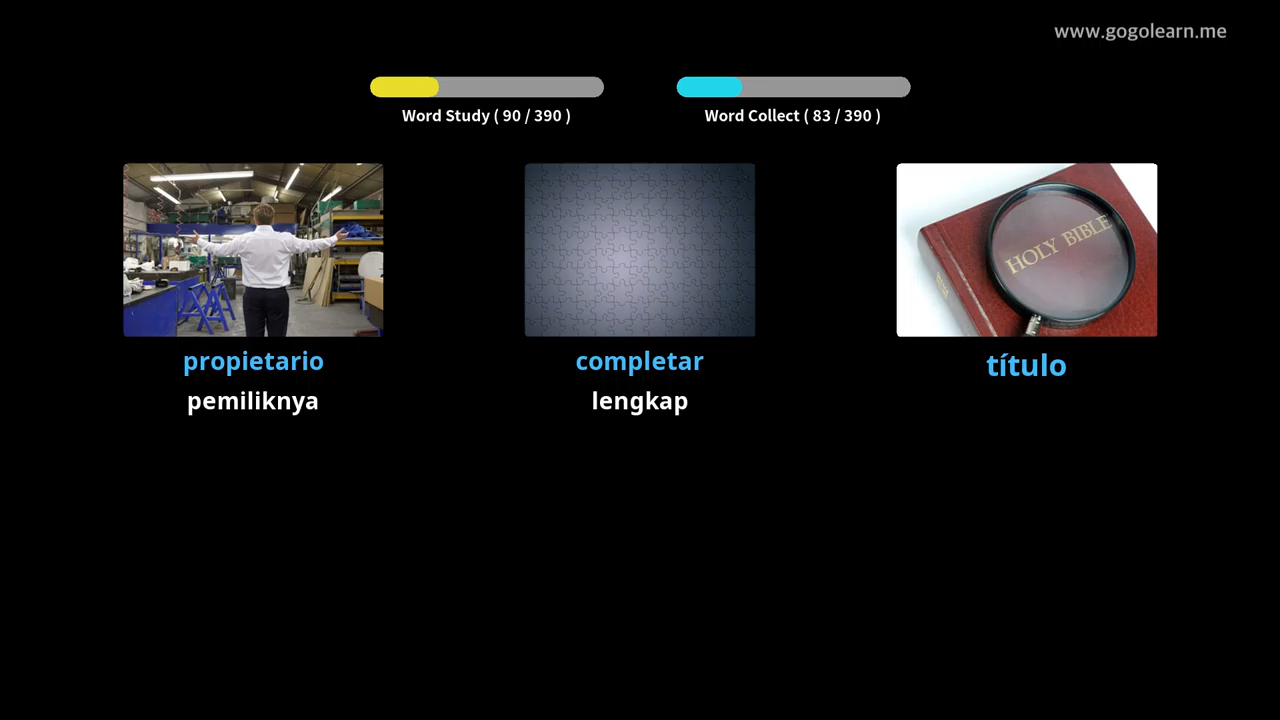 www.gogolearn.me
Word Study ( 90 / 390 )
Word Collect ( 83 / 390 )
HOLY BIBLE
propietario
completar
título
pemiliknya
lengkap